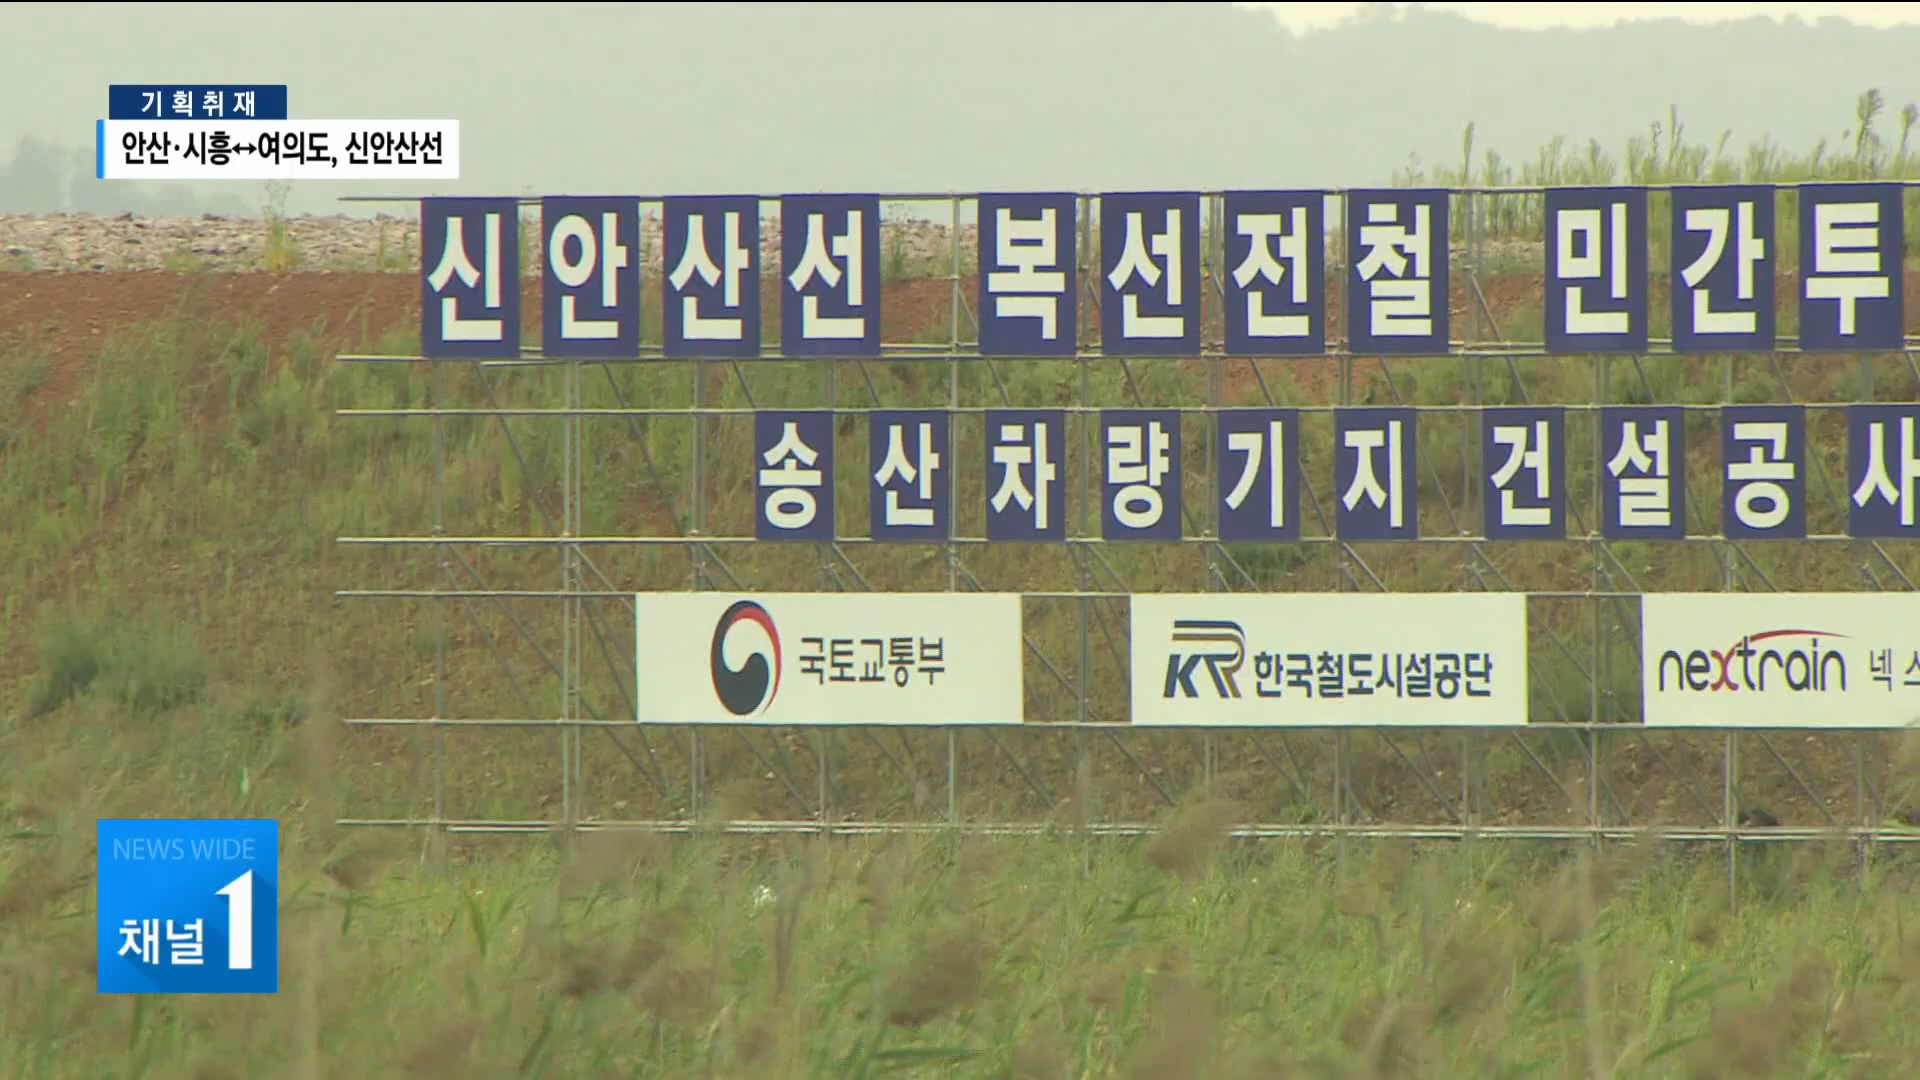 기획취재
안산·시흥↔여의도, 신안산선
신안산선 복선전철 민간투
송산차량기지 건설공사
국토교통부
KR 한국철도시설공단
nextrain 넥스
NEWS WIDE
채널 1